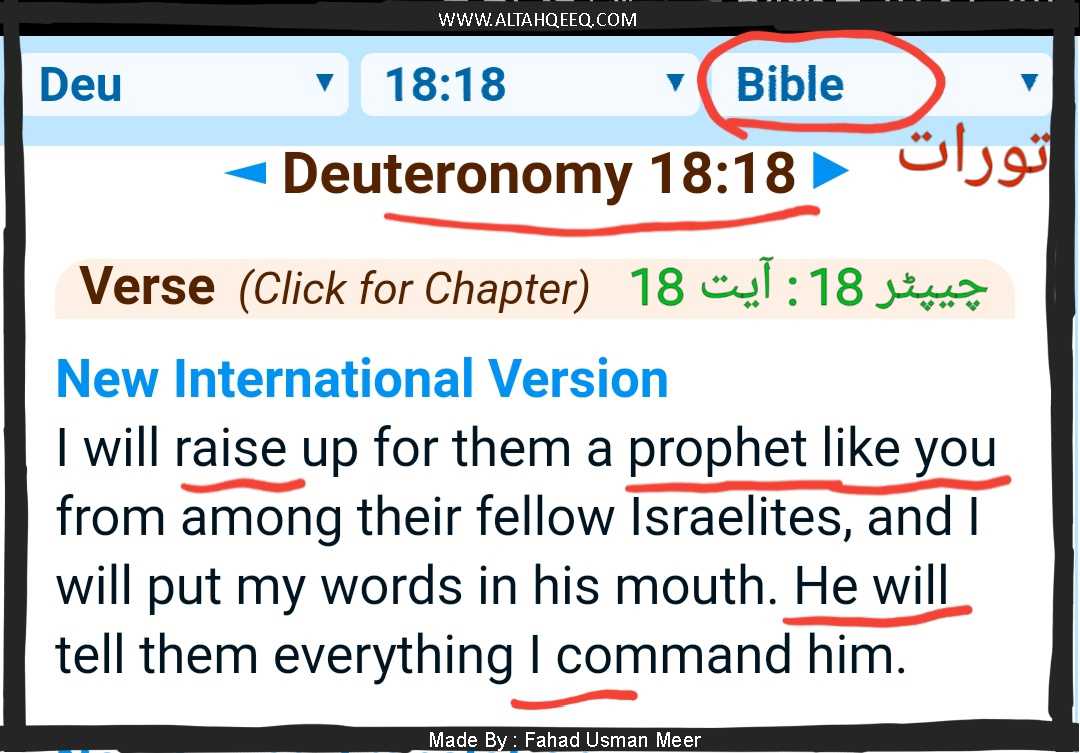 WWW.ALTAHQEEQ.COM
Deu ▼ 18:18 ▼ Bible ▼
تورات
◄ Deuteronomy 18:18 ►
Verse (Click for Chapter) چیپٹر 18 : آیت 18
New International Version
I will raise up for them a prophet like you
from among their fellow Israelites, and I
will put my words in his mouth. He will
tell them everything I command him.
Made By : Fahad Usman Meer